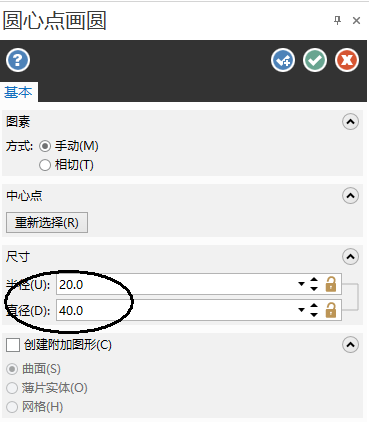 圆心点画圆
基本
图素
方式: 手动(M)
相切(T)
中心点
重新选择(R)
尺寸
半径(U): 20.0
直径(D): 40.0
创建附加图形(C)
曲面(S)
薄片实体(O)
网格(H)